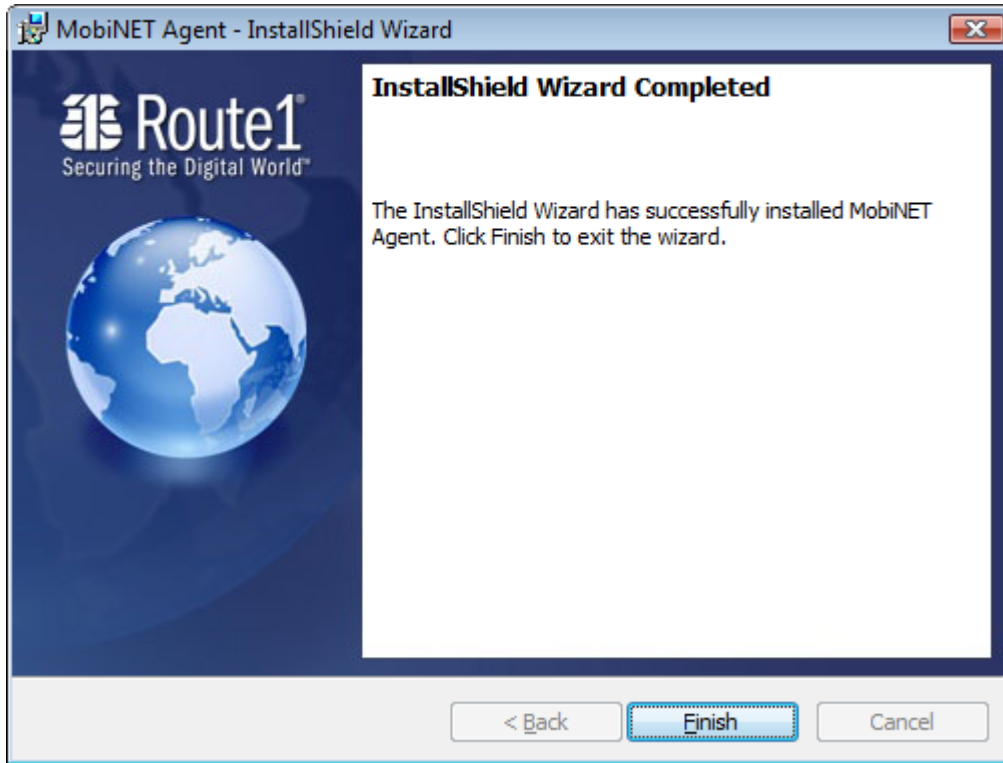 MobiNET Agent - InstallShield Wizard
Route1®
Securing the Digital World™
InstallShield Wizard Completed
The InstallShield Wizard has successfully installed MobiNET
Agent. Click Finish to exit the wizard.
< Back
Finish
Cancel